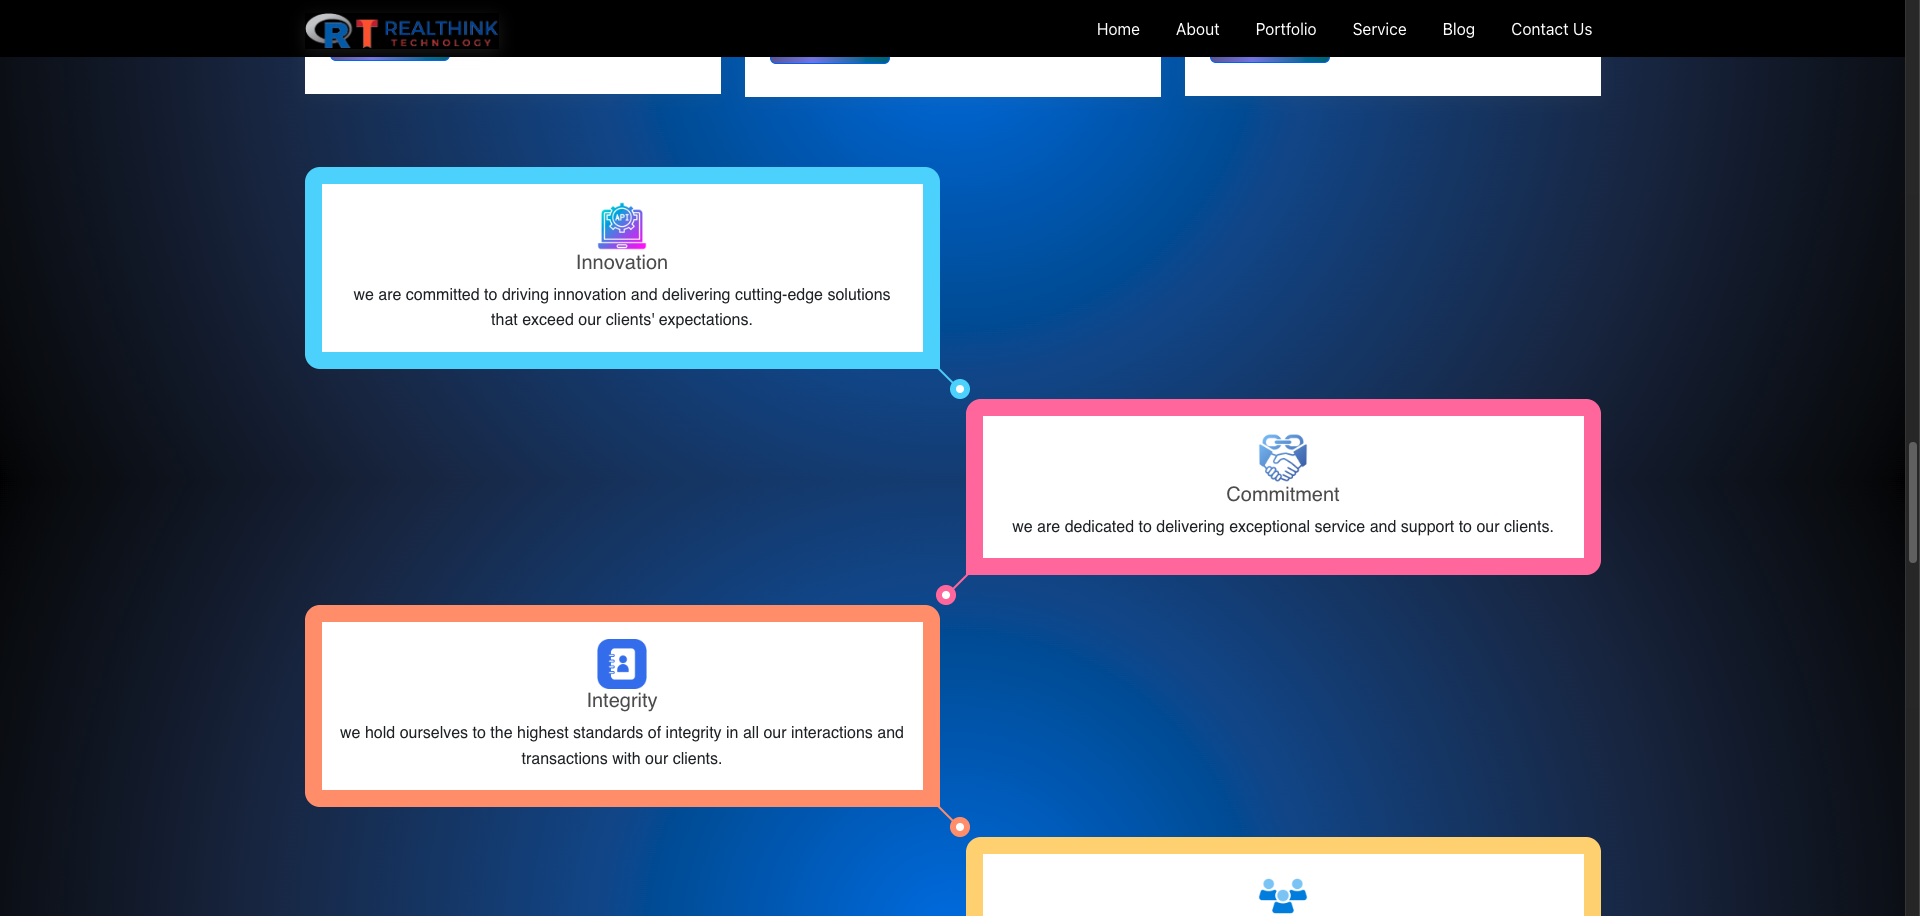 RT REALTHINK
TECHNOLOGY
Home About Portfolio Service Blog Contact Us
API
Innovation
we are committed to driving innovation and delivering cutting-edge solutions
that exceed our clients' expectations.
Commitment
we are dedicated to delivering exceptional service and support to our clients.
Integrity
we hold ourselves to the highest standards of integrity in all our interactions and
transactions with our clients.